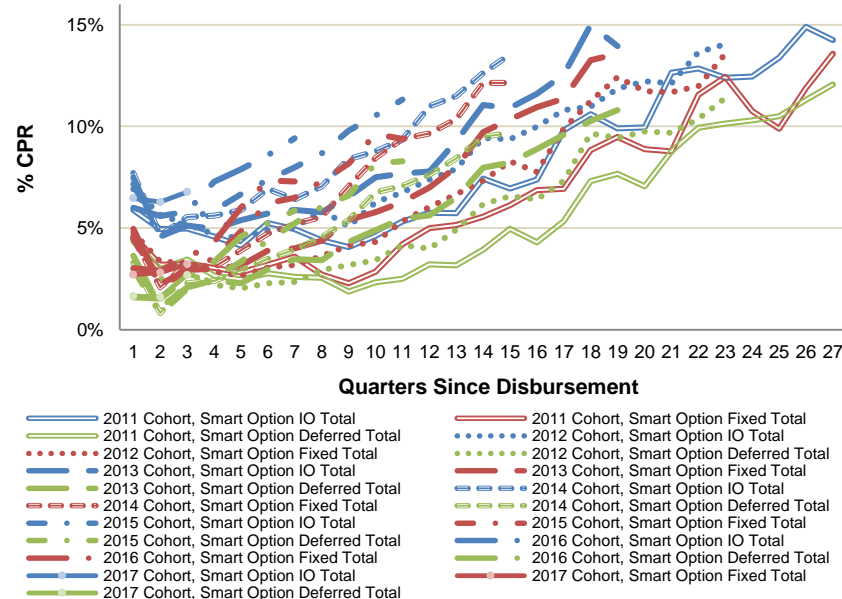 15%
10%
5%
0%
% CPR
1 2 3 4 5 6 7 8 9 10 11 12 13 14 15 16 17 18 19 20 21 22 23 24 25 26 27
Quarters Since Disbursement
2011 Cohort, Smart Option IO Total
2011 Cohort, Smart Option Fixed Total
2011 Cohort, Smart Option Deferred Total
2012 Cohort, Smart Option IO Total
2012 Cohort, Smart Option Fixed Total
2012 Cohort, Smart Option Deferred Total
2013 Cohort, Smart Option IO Total
2013 Cohort, Smart Option Fixed Total
2013 Cohort, Smart Option Deferred Total
2014 Cohort, Smart Option IO Total
2014 Cohort, Smart Option Fixed Total
2014 Cohort, Smart Option Deferred Total
2015 Cohort, Smart Option IO Total
2015 Cohort, Smart Option Fixed Total
2015 Cohort, Smart Option Deferred Total
2016 Cohort, Smart Option IO Total
2016 Cohort, Smart Option Fixed Total
2016 Cohort, Smart Option Deferred Total
2017 Cohort, Smart Option IO Total
2017 Cohort, Smart Option Fixed Total
2017 Cohort, Smart Option Deferred Total